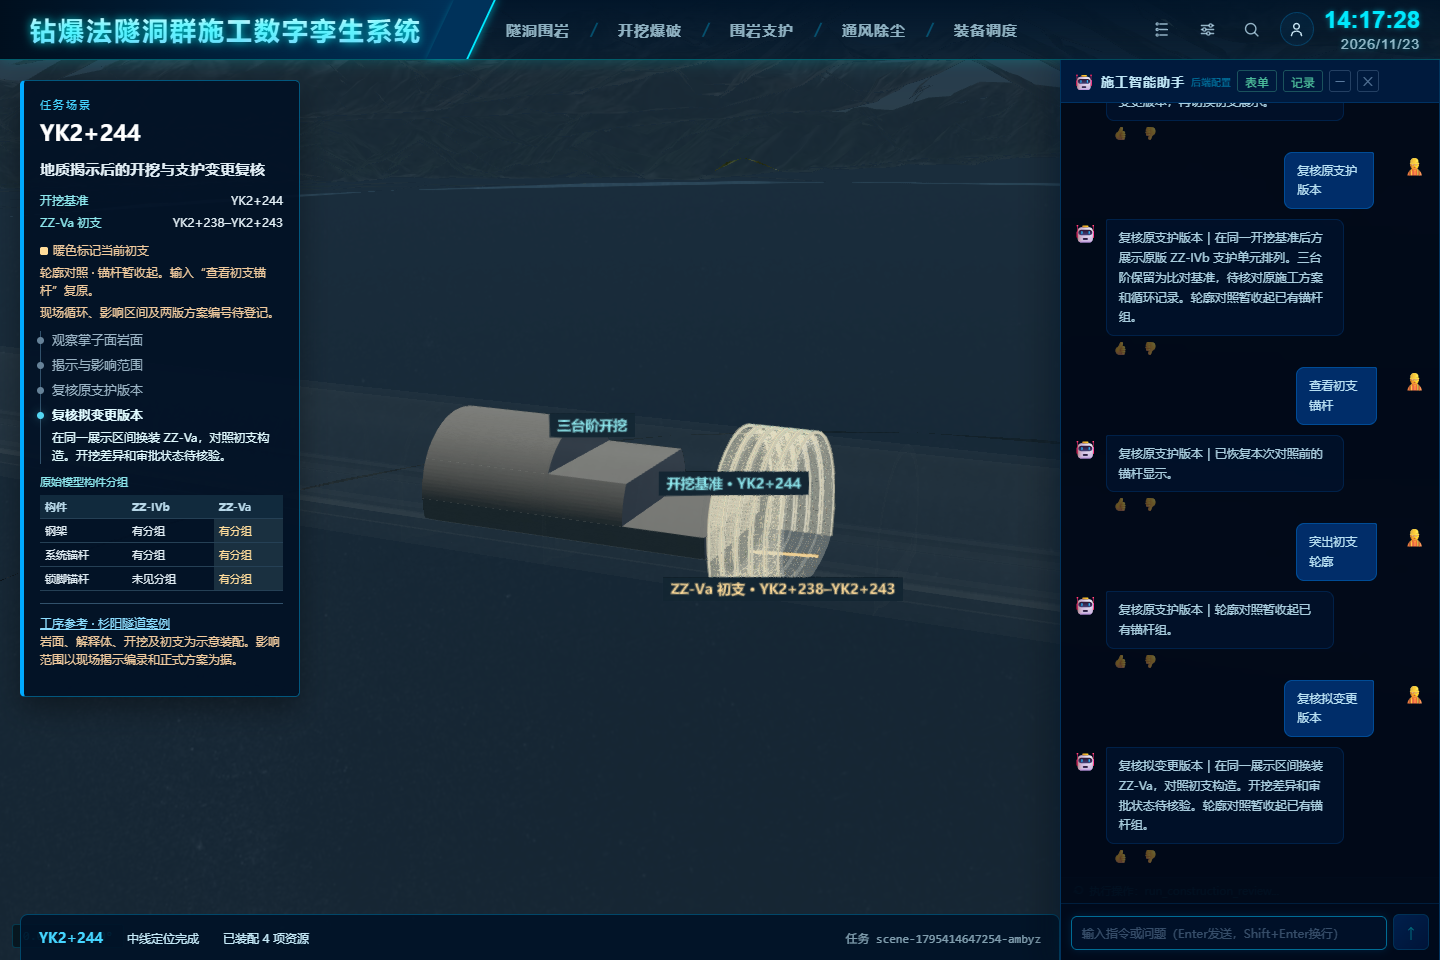 钻爆法隧洞群施工数字孪生系统
隧洞围岩 / 开挖爆破 / 围岩支护 / 通风除尘 / 装备调度
14:17:28
2026/11/23
任务场景
YK2+244
地质揭示后的开挖与支护变更复核
开挖基准 YK2+244
ZZ-Va 初支 YK2+238–YK2+243
暖色标记当前初支
轮廓对照 · 锚杆暂收起。输入“查看初支锚
杆”复原。
现场循环、影响区间及两版方案编号待登记。
观察掌子面岩面
揭示与影响范围
复核原支护版本
复核拟变更版本
在同一展示区间换装 ZZ-Va，对照初支构
造。开挖差异和审批状态待核验。
原始模型构件分组
构件 ZZ-IVb ZZ-Va
钢架 有分组 有分组
系统锚杆 有分组 有分组
锁脚锚杆 未见分组 有分组
工序参考 · 杉阳隧道案例
岩面、解释体、开挖及初支为示意装配。影响
范围以现场揭示编录和正式方案为据。
三台阶开挖
开挖基准 • YK2+244
ZZ-Va 初支 • YK2+238–YK2+243
YK2+244 中线定位完成 已装配 4 项资源
任务 scene-1795414647254-ambyz
施工智能助手 后端配置 表单 记录
复核原支护
版本
复核原支护版本 | 在同一开挖基准后方
展示原版 ZZ-IVb 支护单元排列。三台
阶保留为比对基准，待核对原施工方案
和循环记录。轮廓对照暂收起已有锚杆
组。
查看初支
锚杆
复核原支护版本 | 已恢复本次对照前的
锚杆显示。
突出初支
轮廓
复核原支护版本 | 轮廓对照暂收起已
有锚杆组。
复核拟变更
版本
复核拟变更版本 | 在同一展示区间换装
ZZ-Va，对照初支构造。开挖差异和审
批状态待核验。轮廓对照暂收起已有锚
杆组。
输入指令或问题（Enter发送，Shift+Enter换行）